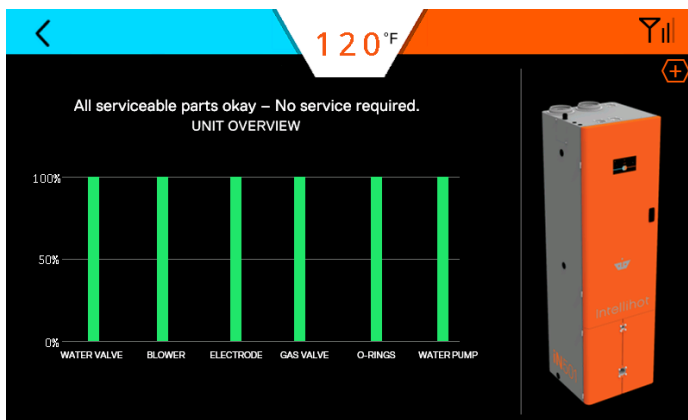 120°F
All serviceable parts okay – No service required.
UNIT OVERVIEW
100%
50%
0%
WATER VALVE BLOWER ELECTRODE GAS VALVE O-RINGS WATER PUMP
Intellihot